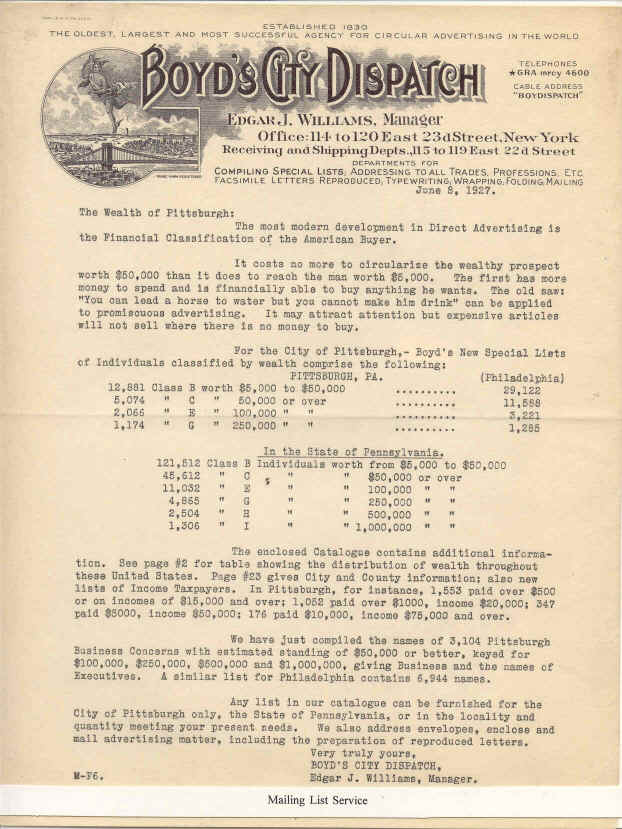 ESTABLISHED 1830
THE OLDEST, LARGEST AND MOST SUCCESSFUL AGENCY FOR CIRCULAR ADVERTISING IN THE WORLD
BOYD'S CITY DISPATCH
TELEPHONES
★GRA mrcy 4600
CABLE ADDRESS
"BOYDISPATCH"
EDGAR J. WILLIAMS, Manager
Office: 114 to 120 East 23d Street, New York
Receiving and Shipping Depts., 115 to 119 East 22d Street
DEPARTMENTS FOR
COMPILING SPECIAL LISTS; ADDRESSING TO ALL TRADES, PROFESSIONS, ETC.
FACSIMILE LETTERS REPRODUCED, TYPEWRITING, WRAPPING, FOLDING, MAILING
June 8, 1927.
The Wealth of Pittsburgh:
The most modern development in Direct Advertising is
the Financial Classification of the American Buyer.
It costs no more to circularize the wealthy prospect
worth $50,000 than it does to reach the man worth $5,000. The first has more
money to spend and is financially able to buy anything he wants. The old saw:
"You can lead a horse to water but you cannot make him drink" can be applied
to promiscuous advertising. It may attract attention but expensive articles
will not sell where there is no money to buy.
For the City of Pittsburgh,- Boyd's New Special Lists
of Individuals classified by wealth comprise the following:
PITTSBURGH, PA. (Philadelphia)
12,881 Class B worth $5,000 to $50,000 .......... 29,122
5,074 " C " 50,000 or over .......... 11,588
2,066 " E " 100,000 " " .......... 3,221
1,174 " G " 250,000 " " .......... 1,285
In the State of Pennsylvania.
121,512 Class B Individuals worth from $5,000 to $50,000
45,612 " C " " $50,000 or over
11,032 " E " " 100,000 " "
4,865 " G " " 250,000 " "
2,504 " H " " 500,000 " "
1,306 " I " " 1,000,000 " "
The enclosed Catalogue contains additional informa-
tion. See page #2 for table showing the distribution of wealth throughout
these United States. Page #23 gives City and County information; also new
lists of Income Taxpayers. In Pittsburgh, for instance, 1,553 paid over $500
or on incomes of $15,000 and over; 1,052 paid over $1000, income $20,000; 347
paid $5000, income $50,000; 176 paid $10,000, income $75,000 and over.
We have just compiled the names of 3,104 Pittsburgh
Business Concerns with estimated standing of $50,000 or better, keyed for
$100,000, $250,000, $500,000 and $1,000,000, giving Business and the names of
Executives. A similar list for Philadelphia contains 6,944 names.
Any list in our catalogue can be furnished for the
City of Pittsburgh only, the State of Pennsylvania, or in the locality and
quantity meeting your present needs. We also address envelopes, enclose and
mail advertising matter, including the preparation of reproduced letters.
Very truly yours,
BOYD'S CITY DISPATCH,
M-F6. Edgar J. Williams, Manager.
Mailing List Service